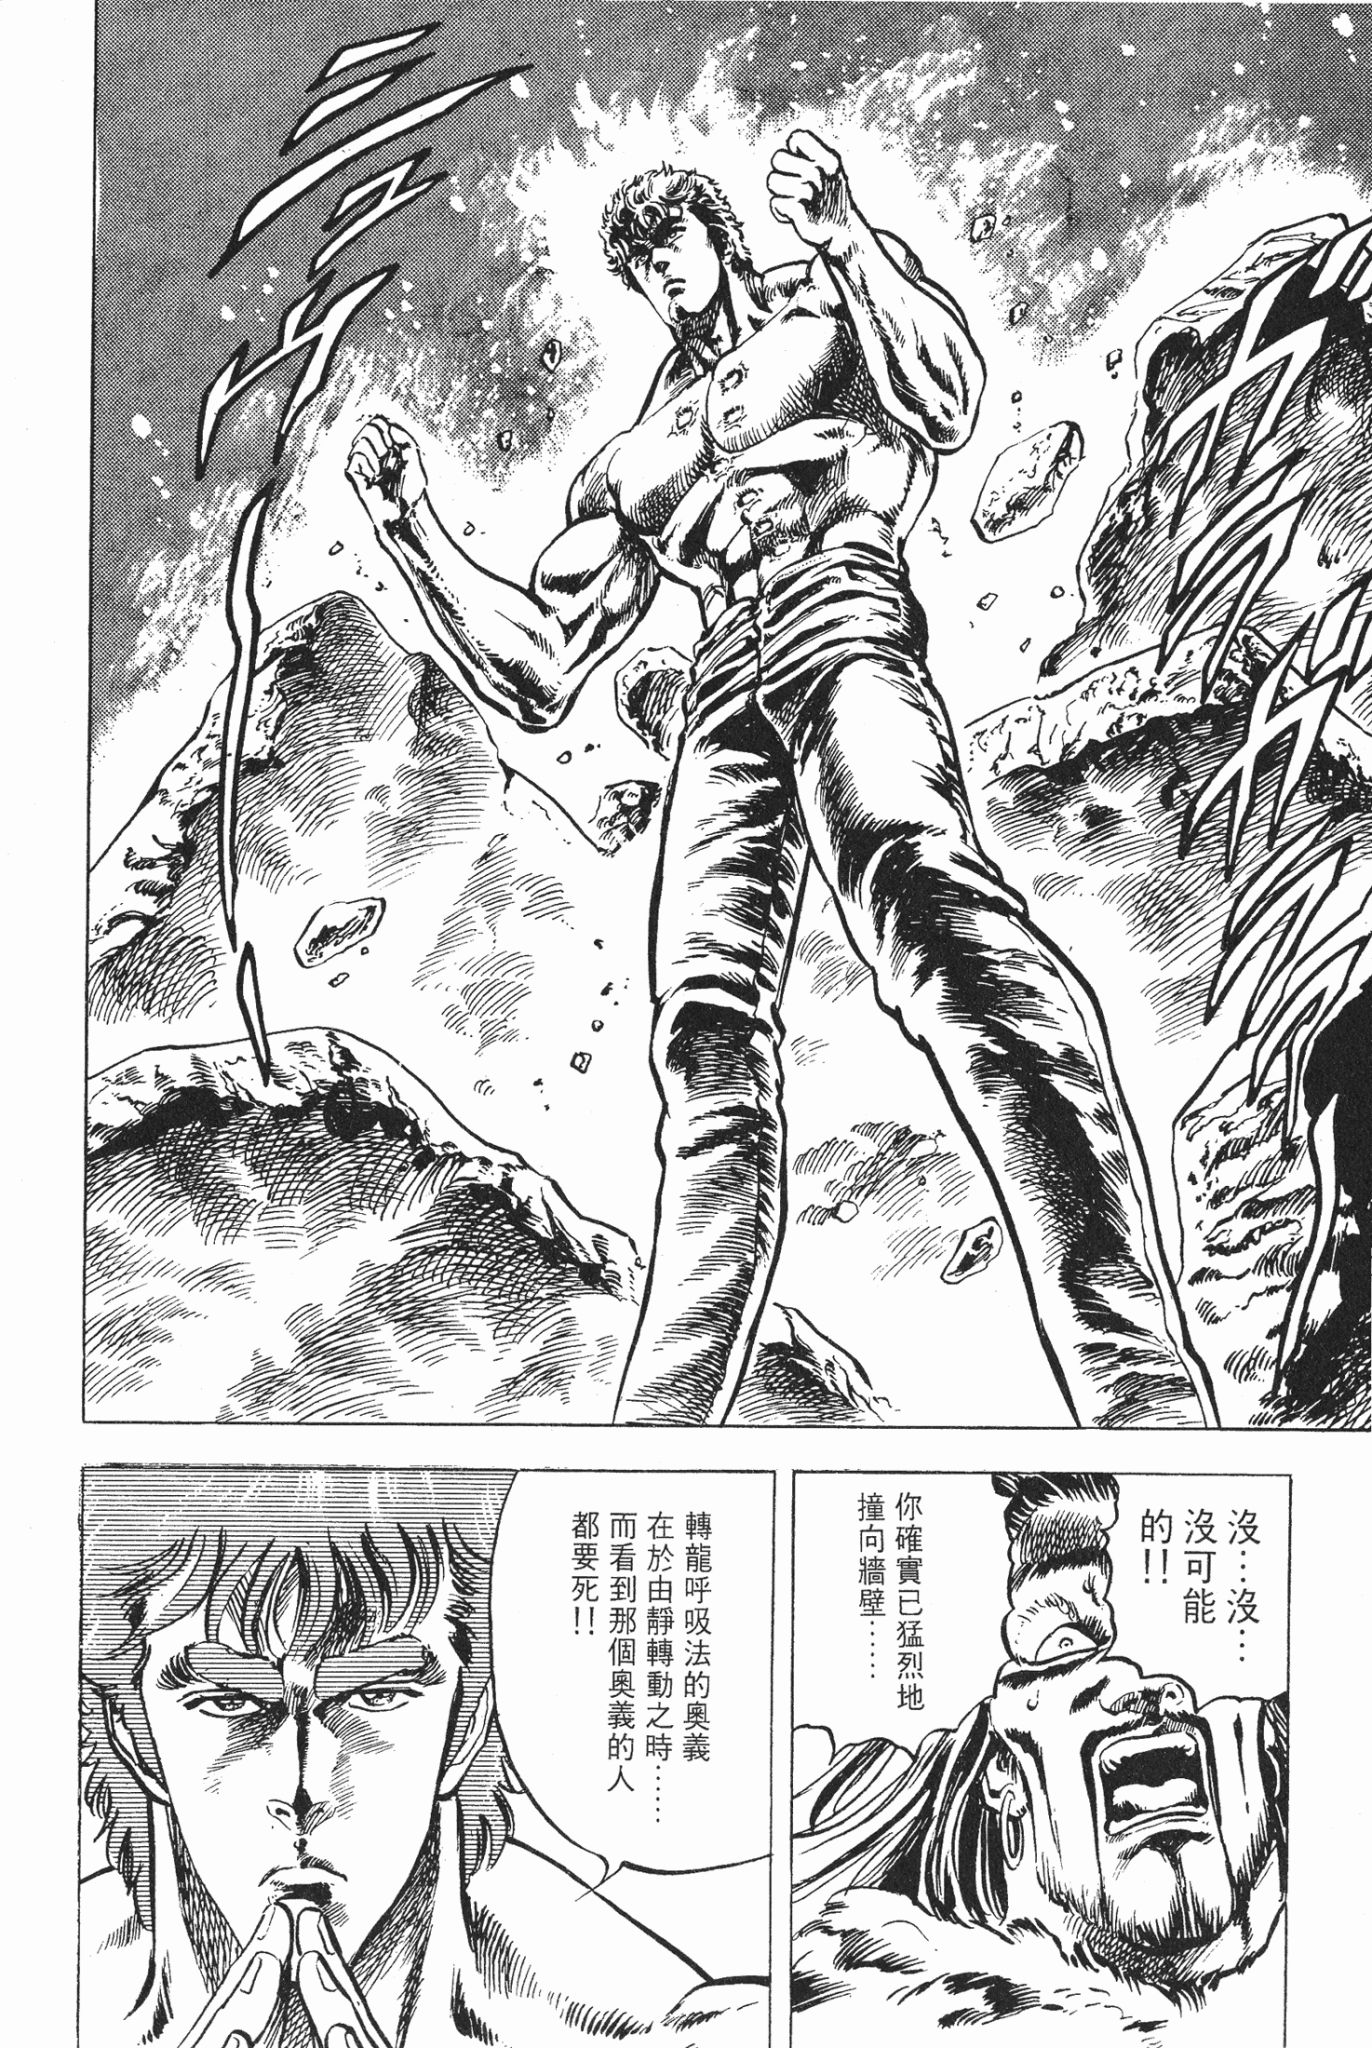 沒⋯沒⋯
沒可能
的!!
你確實已猛烈地
撞向牆壁⋯⋯
轉龍呼吸法的奧義
在於由靜轉動之時⋯⋯
而看到那個奧義的人
都要死!!